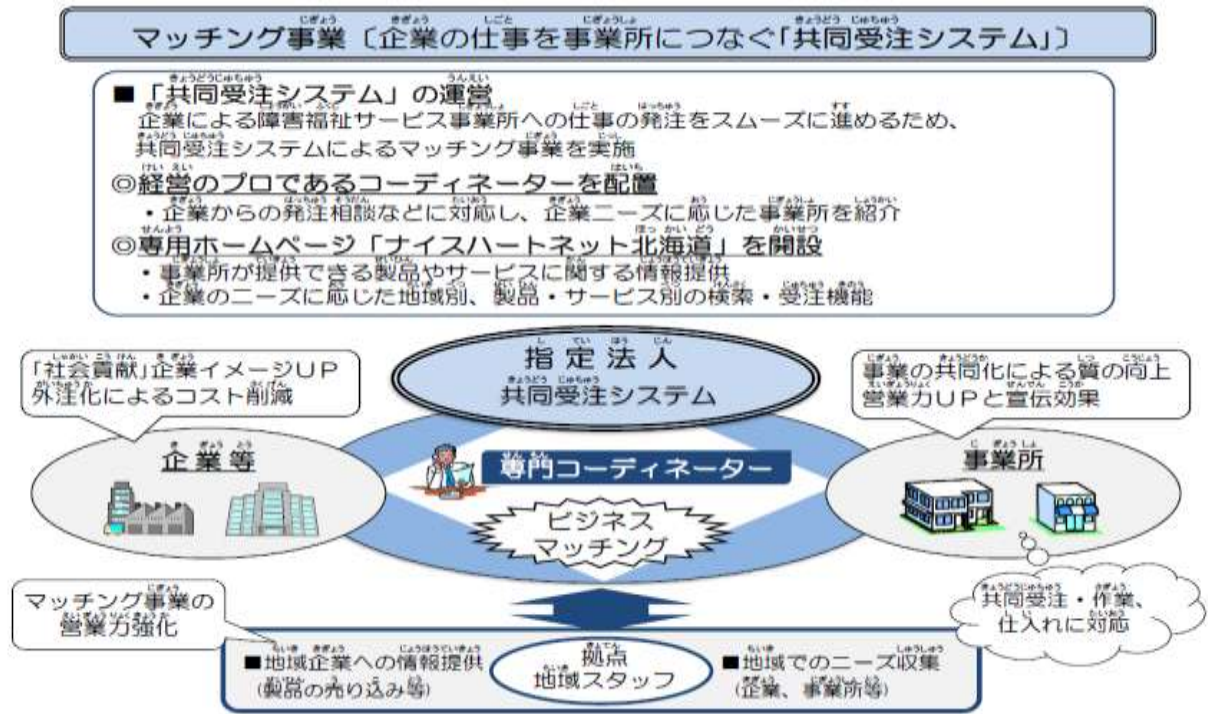 マッチング事業〔企業の仕事を事業所につなぐ「共同受注システム」〕
■「共同受注システム」の運営
企業による障害福祉サービス事業所への仕事の発注をスムーズに進めるため、
共同受注システムによるマッチング事業を実施
◎経営のプロであるコーディネーターを配置
・企業からの発注相談などに対応し、企業ニーズに応じた事業所を紹介
◎専用ホームページ「ナイスハートネット北海道」を開設
・事業所が提供できる製品やサービスに関する情報提供
・企業のニーズに応じた地域別、製品・サービス別の検索・受注機能
「社会貢献」企業イメージUP
外注化によるコスト削減
指定法人
共同受注システム
事業の共同化による質の向上
営業力UPと宣伝効果
企業等
専門コーディネーター
事業所
ビジネス
マッチング
マッチング事業の
営業力強化
共同受注・作業、
仕入れに対応
■地域企業への情報提供
(製品の売り込み等)
拠点
地域スタッフ
■地域でのニーズ収集
(企業、事業所等)